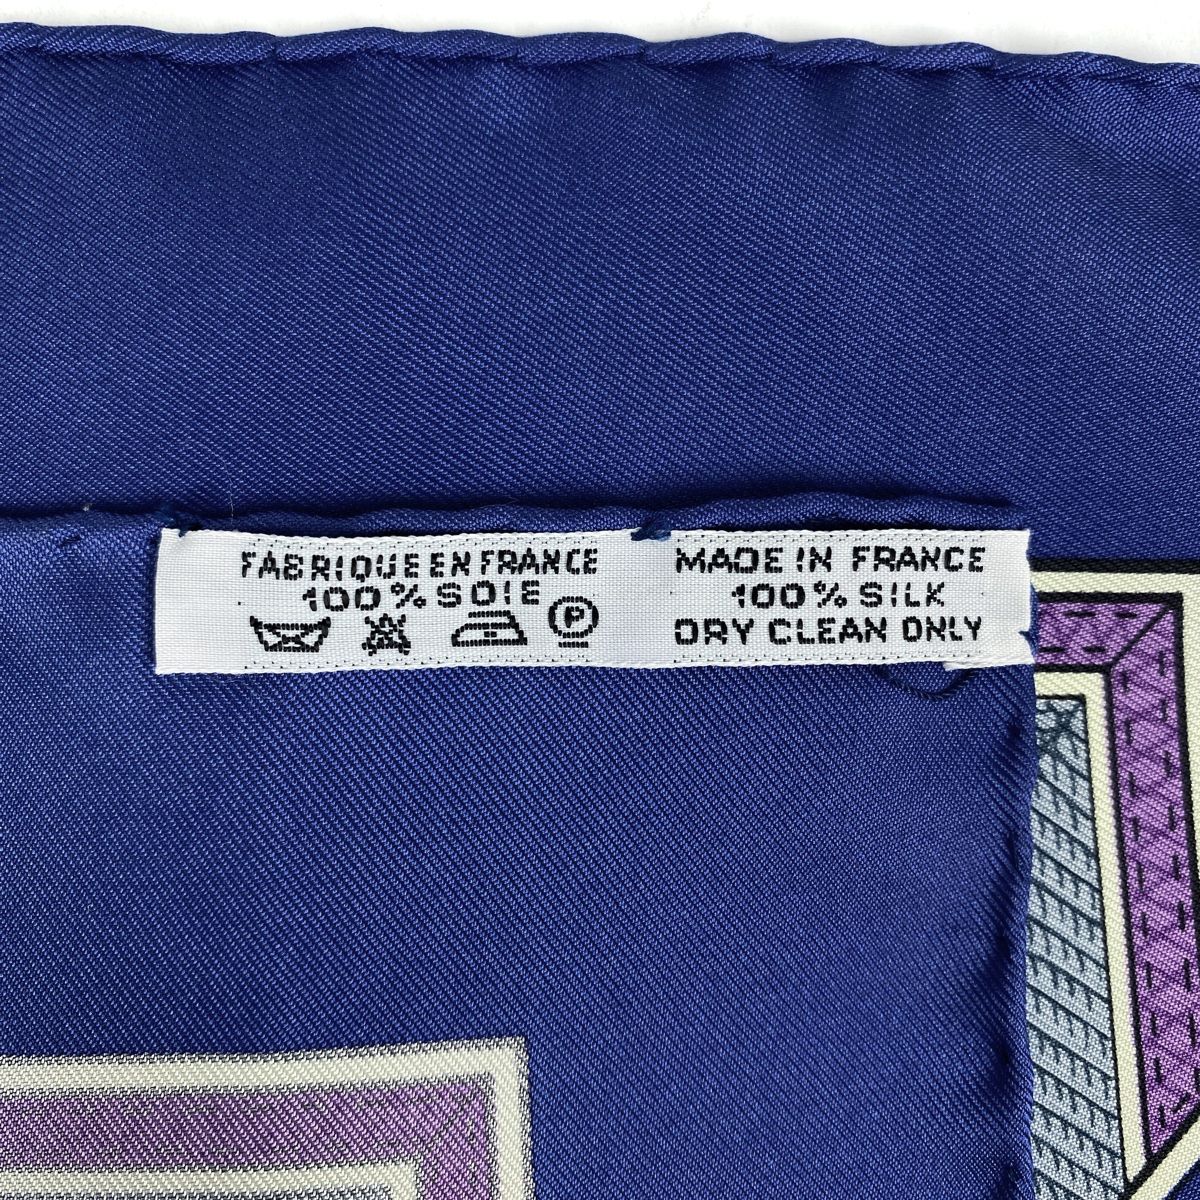 FABRIQUE EN FRANCE
100% SOIE
P
MADE IN FRANCE
100% SILK
DRY CLEAN ONLY